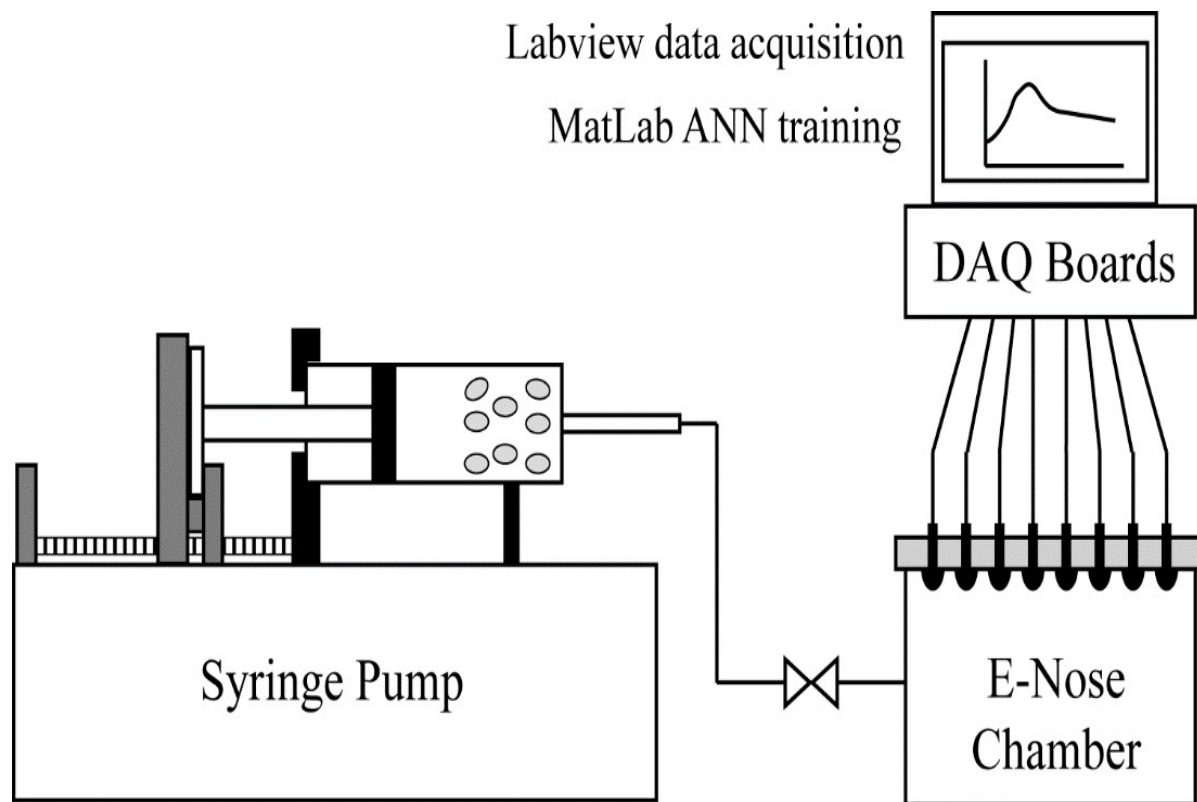 Labview data acquisition
MatLab ANN training
DAQ Boards
Syringe Pump
E-Nose
Chamber